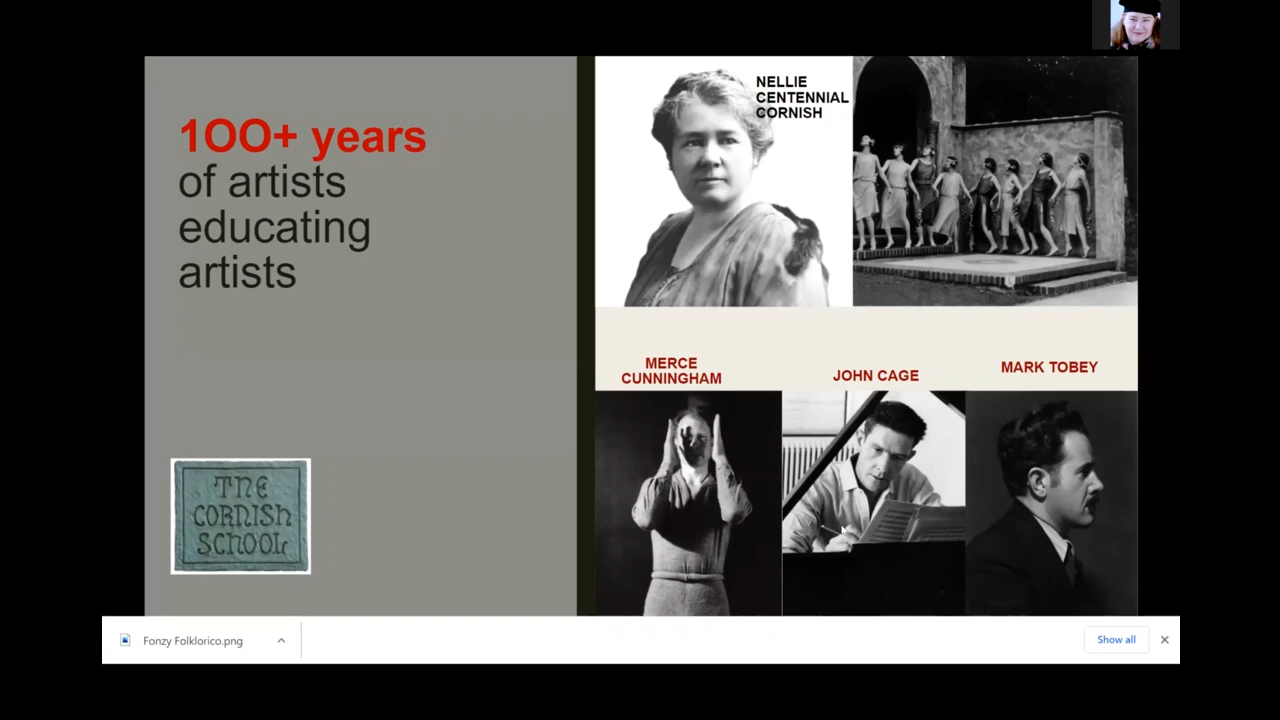 100+ years
of artists
educating
artists
THE
CORNISH
SCHOOL
NELLIE
CENTENNIAL
CORNISH
MERCE
CUNNINGHAM
JOHN CAGE
MARK TOBEY
Fonzy Folklorico.png
Show all